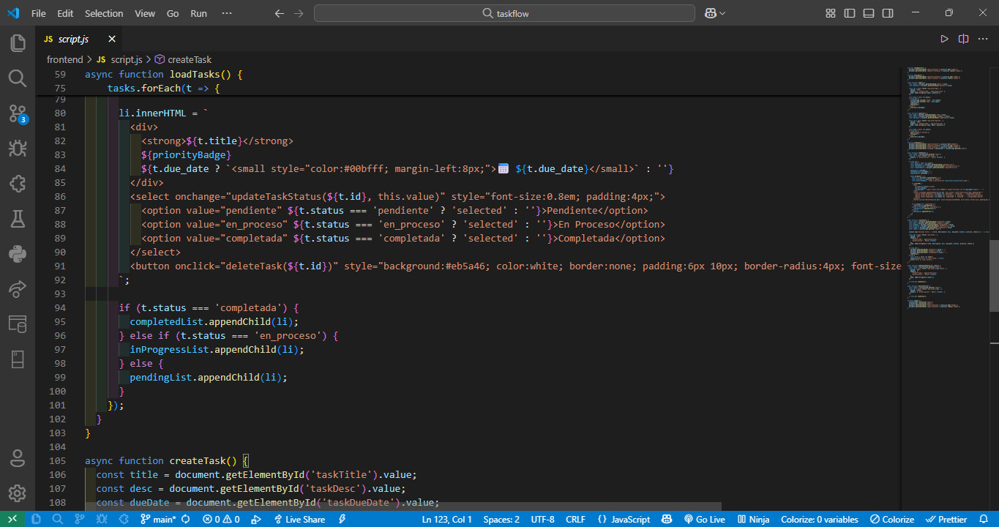 File Edit Selection View Go Run ··· taskflow
JS script.js
frontend > JS script.js > createTask
59 async function loadTasks() {
75 tasks.forEach(t => {
79
80 li.innerHTML = `
81 <div>
82 <strong>${t.title}</strong>
83 ${priorityBadge}
84 ${t.due_date ? `<small style="color:#00bfff; margin-left:8px;">📅 ${t.due_date}</small>` : ''}
85 </div>
86 <select onchange="updateTaskStatus(${t.id}, this.value)" style="font-size:0.8em; padding:4px;">
87 <option value="pendiente" ${t.status === 'pendiente' ? 'selected' : ''}>Pendiente</option>
88 <option value="en_proceso" ${t.status === 'en_proceso' ? 'selected' : ''}>En Proceso</option>
89 <option value="completada" ${t.status === 'completada' ? 'selected' : ''}>Completada</option>
90 </select>
91 <button onclick="deleteTask(${t.id})" style="background:#eb5a46; color:white; border:none; padding:6px 10px; border-radius:4px; font-size
92 `;
93
94 if (t.status === 'completada') {
95 completedList.appendChild(li);
96 } else if (t.status === 'en_proceso') {
97 inProgressList.appendChild(li);
98 } else {
99 pendingList.appendChild(li);
100 }
101 });
102 }
103 }
104
105 async function createTask() {
106 const title = document.getElementById('taskTitle').value;
107 const desc = document.getElementById('taskDesc').value;
108 const dueDate = document.getElementById('taskDueDate').value;
3
main* 0 0 Live Share Ln 123, Col 1 Spaces: 2 UTF-8 CRLF {} JavaScript Go Live Ninja Colorize: 0 variables Colorize Prettier